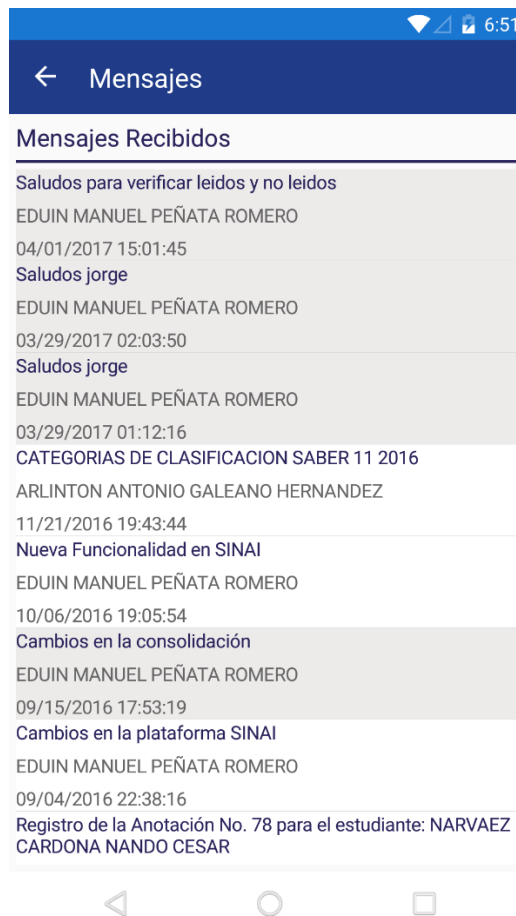 6:51
Mensajes
Mensajes Recibidos
Saludos para verificar leidos y no leidos
EDUIN MANUEL PEÑATA ROMERO
04/01/2017 15:01:45
Saludos jorge
EDUIN MANUEL PEÑATA ROMERO
03/29/2017 02:03:50
Saludos jorge
EDUIN MANUEL PEÑATA ROMERO
03/29/2017 01:12:16
CATEGORIAS DE CLASIFICACION SABER 11 2016
ARLINTON ANTONIO GALEANO HERNANDEZ
11/21/2016 19:43:44
Nueva Funcionalidad en SINAI
EDUIN MANUEL PEÑATA ROMERO
10/06/2016 19:05:54
Cambios en la consolidación
EDUIN MANUEL PEÑATA ROMERO
09/15/2016 17:53:19
Cambios en la plataforma SINAI
EDUIN MANUEL PEÑATA ROMERO
09/04/2016 22:38:16
Registro de la Anotación No. 78 para el estudiante: NARVAEZ
CARDONA NANDO CESAR